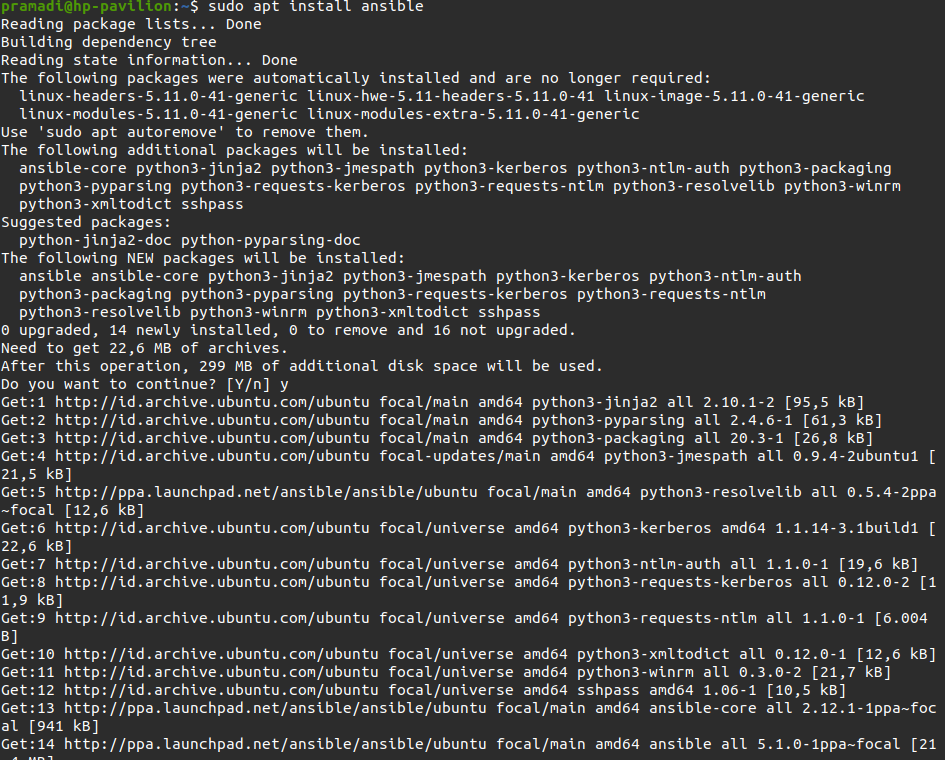 pramadi@hp-pavilion:~$ sudo apt install ansible
Reading package lists... Done
Building dependency tree
Reading state information... Done
The following packages were automatically installed and are no longer required:
  linux-headers-5.11.0-41-generic linux-hwe-5.11-headers-5.11.0-41 linux-image-5.11.0-41-generic
  linux-modules-5.11.0-41-generic linux-modules-extra-5.11.0-41-generic
Use 'sudo apt autoremove' to remove them.
The following additional packages will be installed:
  ansible-core python3-jinja2 python3-jmespath python3-kerberos python3-ntlm-auth python3-packaging
  python3-pyparsing python3-requests-kerberos python3-requests-ntlm python3-resolvelib python3-winrm
  python3-xmltodict sshpass
Suggested packages:
  python-jinja2-doc python-pyparsing-doc
The following NEW packages will be installed:
  ansible ansible-core python3-jinja2 python3-jmespath python3-kerberos python3-ntlm-auth
  python3-packaging python3-pyparsing python3-requests-kerberos python3-requests-ntlm
  python3-resolvelib python3-winrm python3-xmltodict sshpass
0 upgraded, 14 newly installed, 0 to remove and 16 not upgraded.
Need to get 22,6 MB of archives.
After this operation, 299 MB of additional disk space will be used.
Do you want to continue? [Y/n] y
Get:1 http://id.archive.ubuntu.com/ubuntu focal/main amd64 python3-jinja2 all 2.10.1-2 [95,5 kB]
Get:2 http://id.archive.ubuntu.com/ubuntu focal/main amd64 python3-pyparsing all 2.4.6-1 [61,3 kB]
Get:3 http://id.archive.ubuntu.com/ubuntu focal/main amd64 python3-packaging all 20.3-1 [26,8 kB]
Get:4 http://id.archive.ubuntu.com/ubuntu focal-updates/main amd64 python3-jmespath all 0.9.4-2ubuntu1 [
21,5 kB]
Get:5 http://ppa.launchpad.net/ansible/ansible/ubuntu focal/main amd64 python3-resolvelib all 0.5.4-2ppa
~focal [12,6 kB]
Get:6 http://id.archive.ubuntu.com/ubuntu focal/universe amd64 python3-kerberos amd64 1.1.14-3.1build1 [
22,6 kB]
Get:7 http://id.archive.ubuntu.com/ubuntu focal/universe amd64 python3-ntlm-auth all 1.1.0-1 [19,6 kB]
Get:8 http://id.archive.ubuntu.com/ubuntu focal/universe amd64 python3-requests-kerberos all 0.12.0-2 [1
1,9 kB]
Get:9 http://id.archive.ubuntu.com/ubuntu focal/universe amd64 python3-requests-ntlm all 1.1.0-1 [6.004 
B]
Get:10 http://id.archive.ubuntu.com/ubuntu focal/universe amd64 python3-xmltodict all 0.12.0-1 [12,6 kB]
Get:11 http://id.archive.ubuntu.com/ubuntu focal/universe amd64 python3-winrm all 0.3.0-2 [21,7 kB]
Get:12 http://id.archive.ubuntu.com/ubuntu focal/universe amd64 sshpass amd64 1.06-1 [10,5 kB]
Get:13 http://ppa.launchpad.net/ansible/ansible/ubuntu focal/main amd64 ansible-core all 2.12.1-1ppa~foc
al [941 kB]
Get:14 http://ppa.launchpad.net/ansible/ansible/ubuntu focal/main amd64 ansible all 5.1.0-1ppa~focal [21